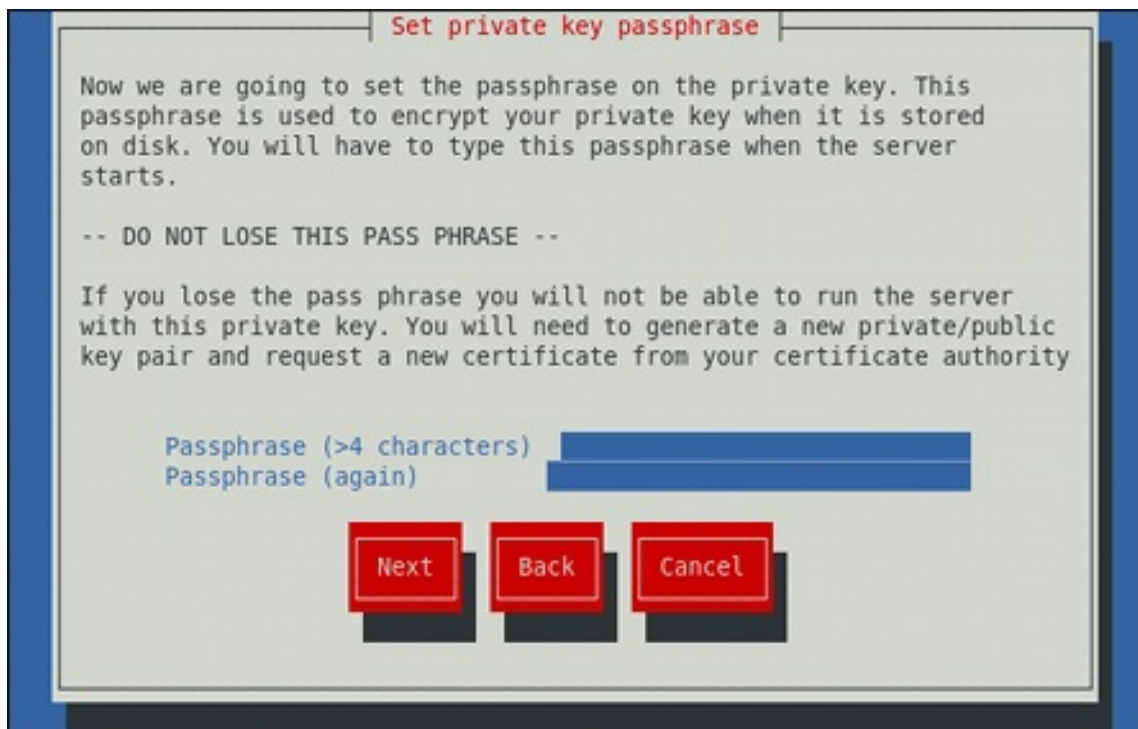 Set private key passphrase
Now we are going to set the passphrase on the private key. This
passphrase is used to encrypt your private key when it is stored
on disk. You will have to type this passphrase when the server
starts.
-- DO NOT LOSE THIS PASS PHRASE --
If you lose the pass phrase you will not be able to run the server
with this private key. You will need to generate a new private/public
key pair and request a new certificate from your certificate authority
Passphrase (>4 characters)
Passphrase (again)
Next Back Cancel